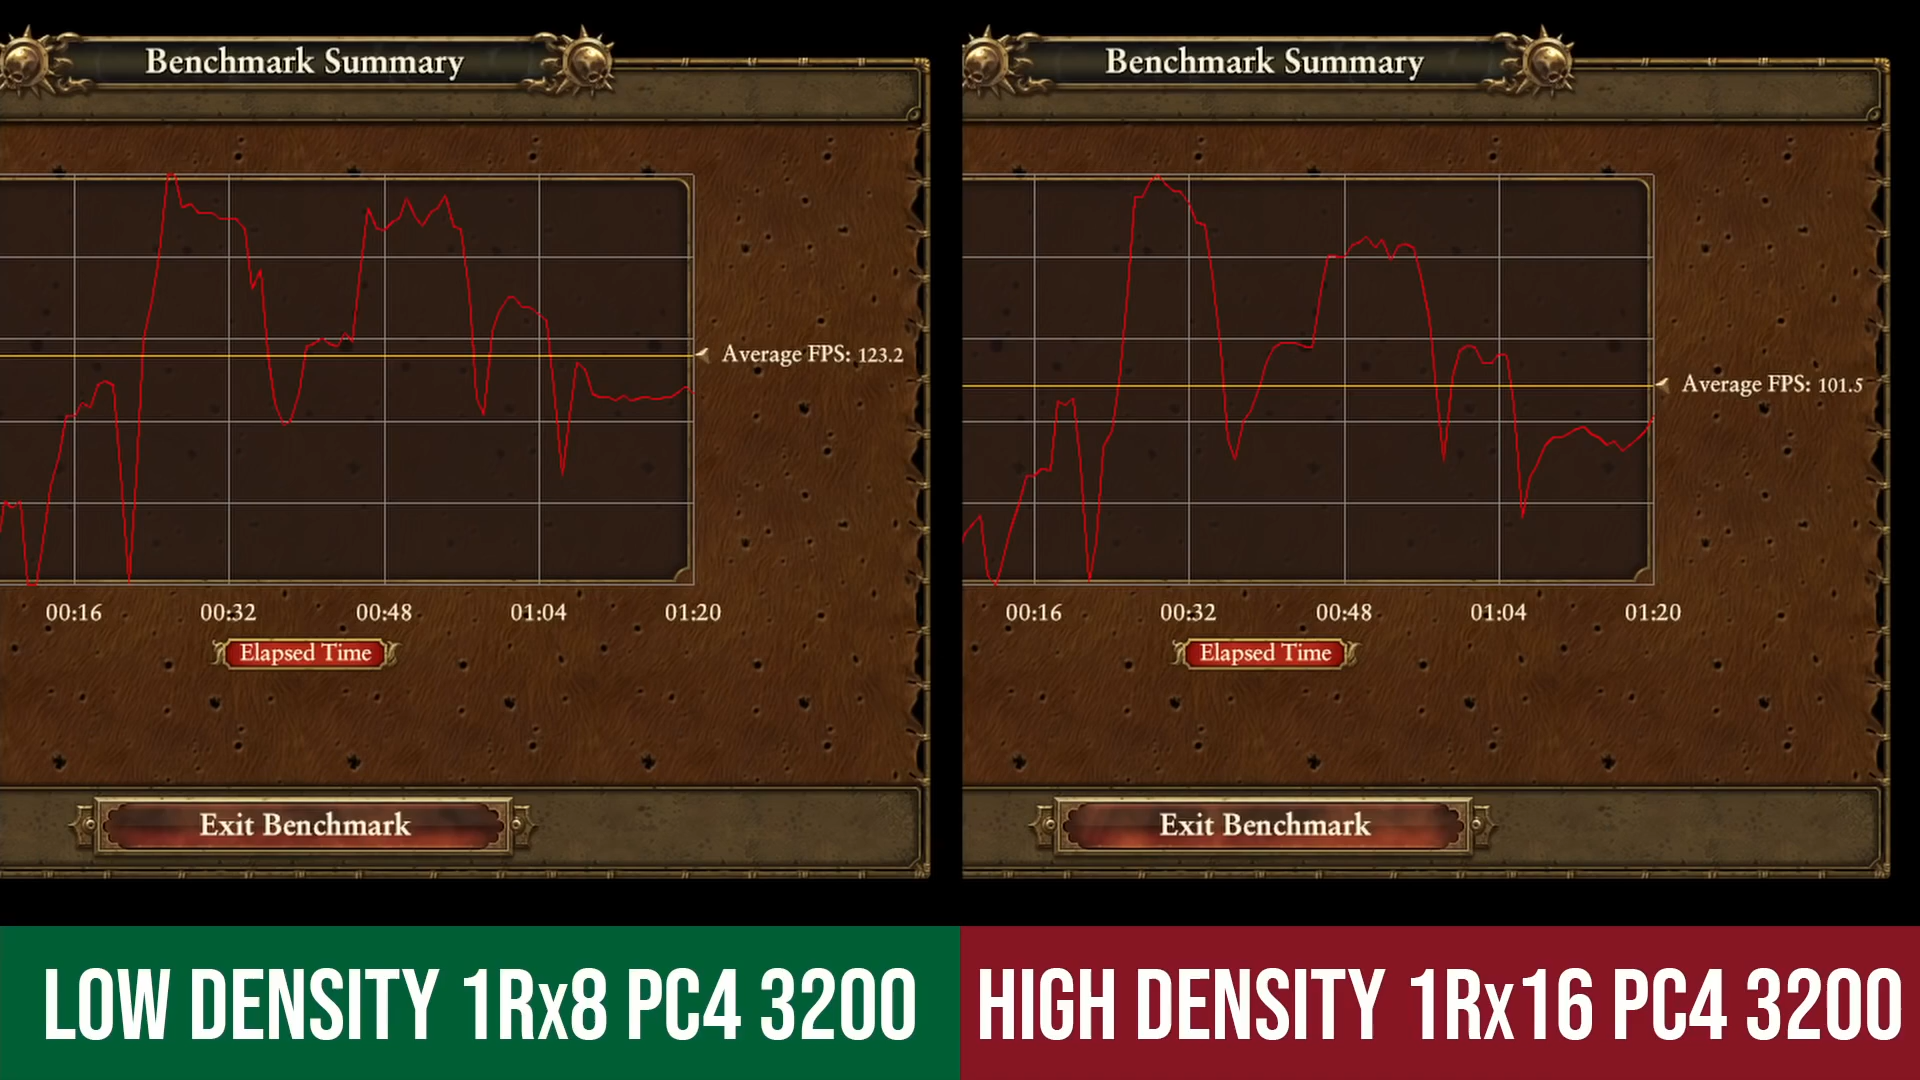 Benchmark Summary
Average FPS: 123.2
00:16 00:32 00:48 01:04 01:20
Elapsed Time
Exit Benchmark
LOW DENSITY 1Rx8 PC4 3200
Benchmark Summary
Average FPS: 101.5
00:16 00:32 00:48 01:04 01:20
Elapsed Time
Exit Benchmark
HIGH DENSITY 1Rx16 PC4 3200